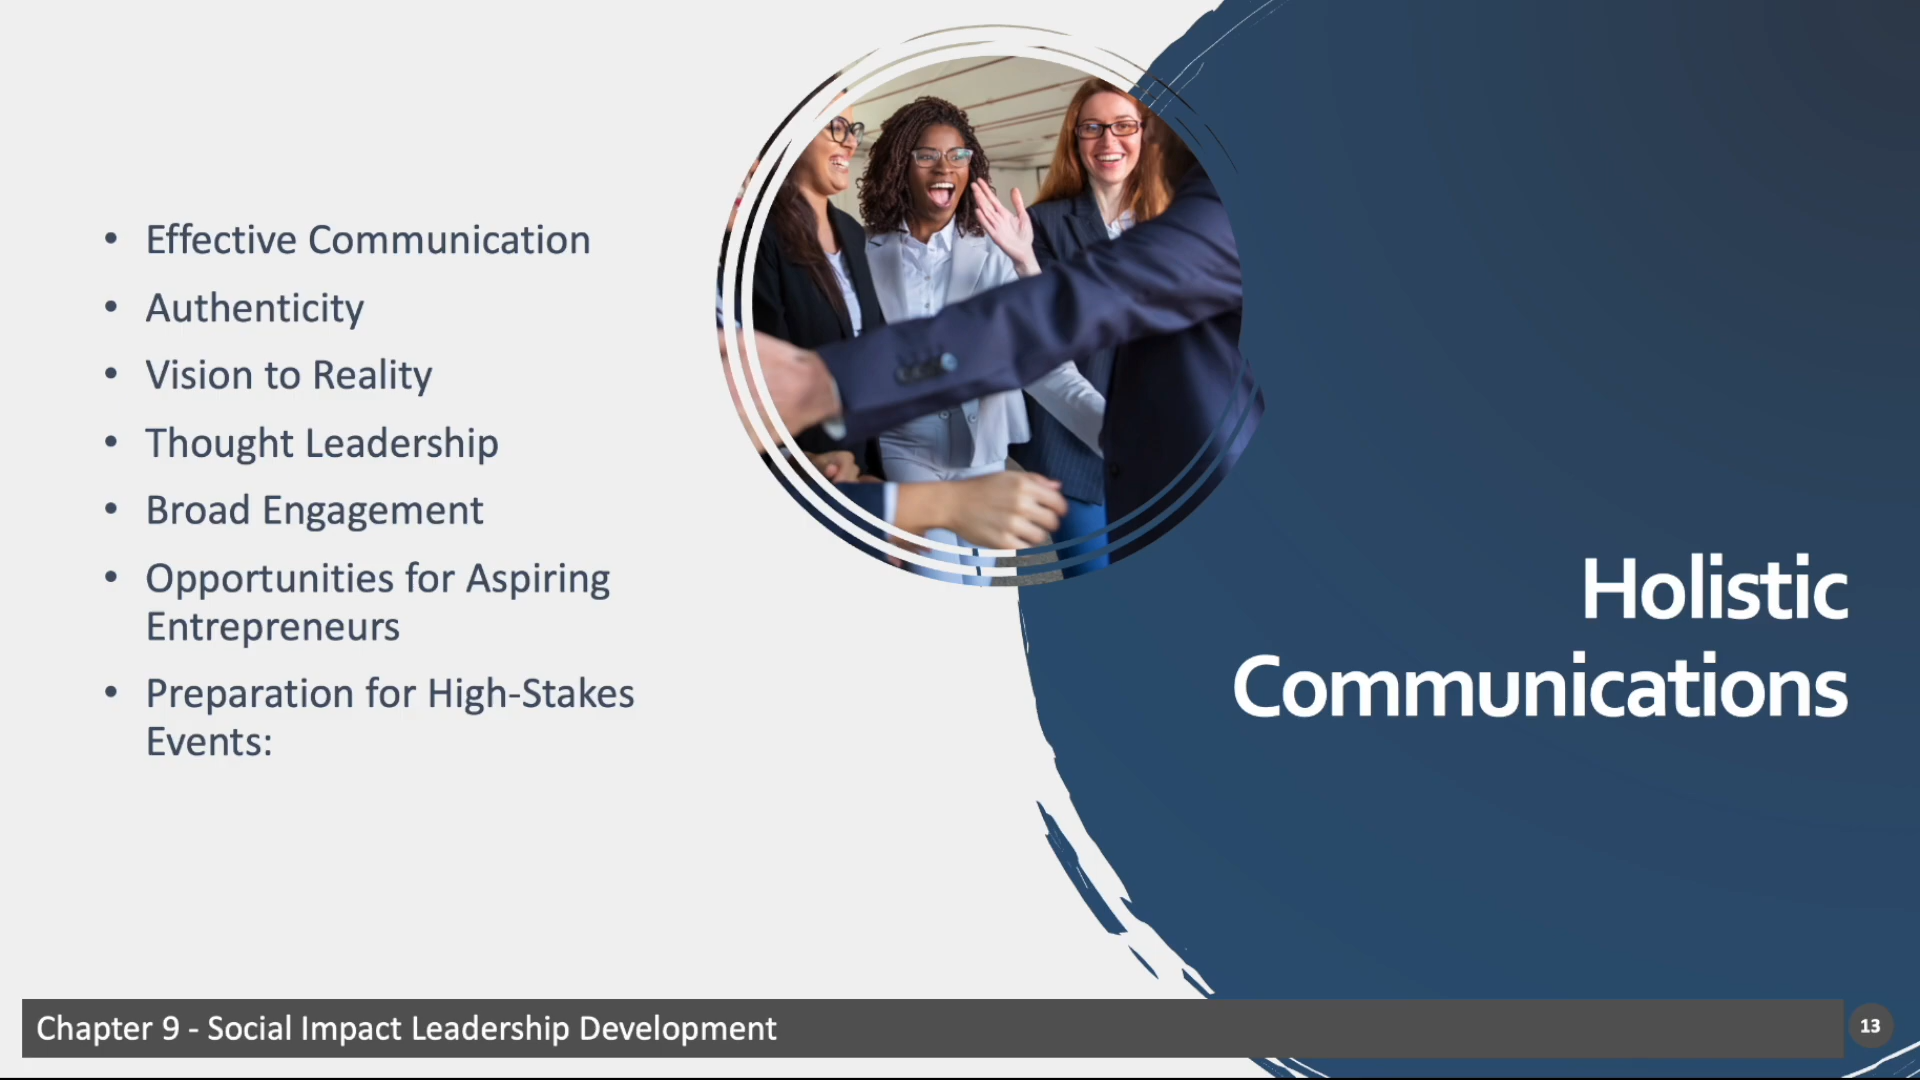 • Effective Communication
• Authenticity
• Vision to Reality
• Thought Leadership
• Broad Engagement
• Opportunities for Aspiring
Entrepreneurs
• Preparation for High-Stakes
Events:
Holistic
Communications
Chapter 9 - Social Impact Leadership Development
13